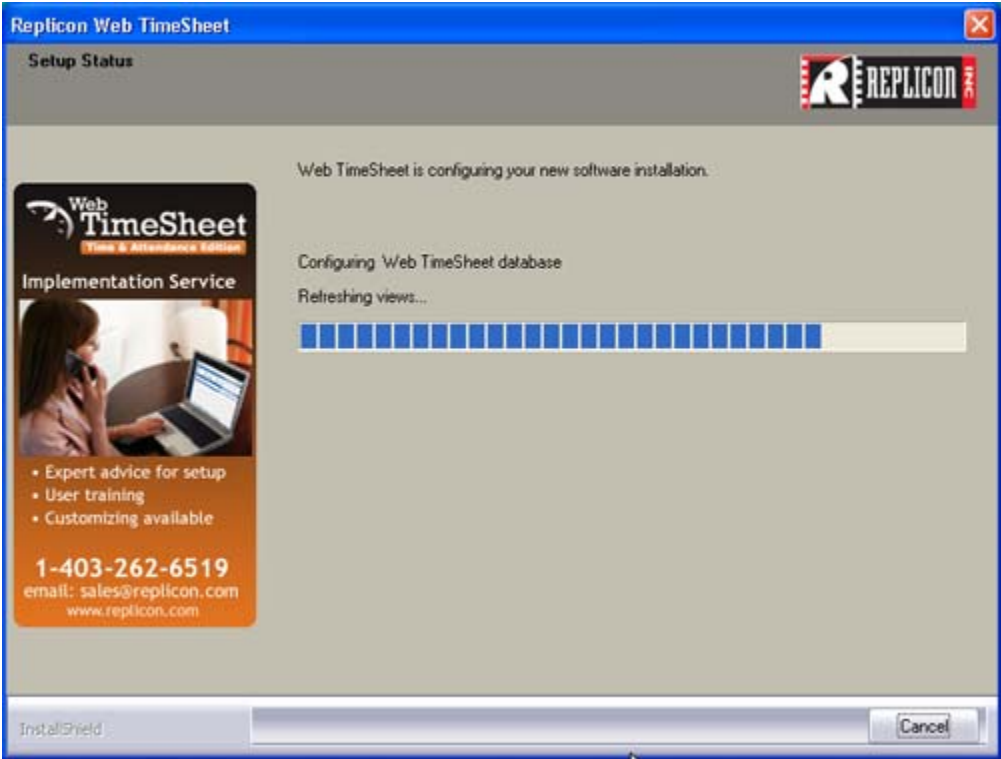 Replicon Web TimeSheet
Setup Status
REPLICON INC
Web TimeSheet is configuring your new software installation.
Web
TimeSheet
Time & Attendance Edition
Implementation Service
Configuring Web TimeSheet database
Refreshing views...
• Expert advice for setup
• User training
• Customizing available
1-403-262-6519
email: sales@replicon.com
www.replicon.com
InstallShield
Cancel